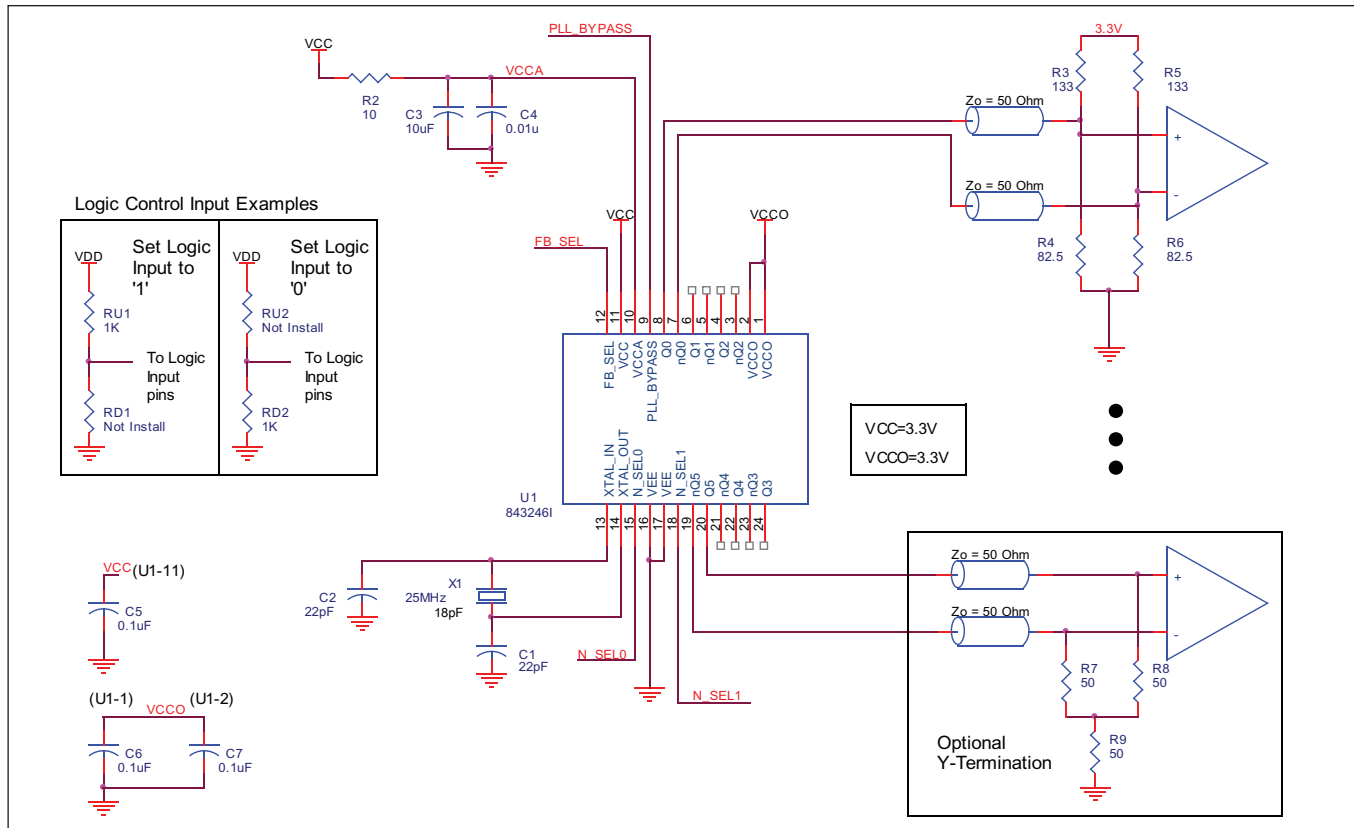 PLL_BYPASS
VCC
R2
10
VCCA
C3
10uF
C4
0.01u
3.3V
R3
133
R5
133
Zo = 50 Ohm
Zo = 50 Ohm
+
-
R4
82.5
R6
82.5
Logic Control Input Examples
VDD
Set Logic
Input to
'1'
RU1
1K
To Logic
Input
pins
RD1
Not Install
VDD
Set Logic
Input to
'0'
RU2
Not Install
To Logic
Input
pins
RD2
1K
VCC
FB_SEL
VCCO
12
11
10
9
8
7
6
5
4
3
2
1
FB_SEL
VCC
VCCA
PLL_BYPASS
Q0
nQ0
Q1
nQ1
Q2
nQ2
VCCO
VCCO
XTAL_IN
XTAL_OUT
N_SEL0
VEE
VEE
N_SEL1
nQ5
Q5
nQ4
Q4
nQ3
Q3
U1
843246I
13
14
15
16
17
18
19
20
21
22
23
24
VCC=3.3V
VCCO=3.3V
VCC (U1-11)
C5
0.1uF
C2
22pF
X1
25MHz
18pF
C1
22pF
N_SEL0
N_SEL1
(U1-1)
(U1-2)
VCCO
C6
0.1uF
C7
0.1uF
Zo = 50 Ohm
Zo = 50 Ohm
+
-
R7
50
R8
50
R9
50
Optional
Y-Termination